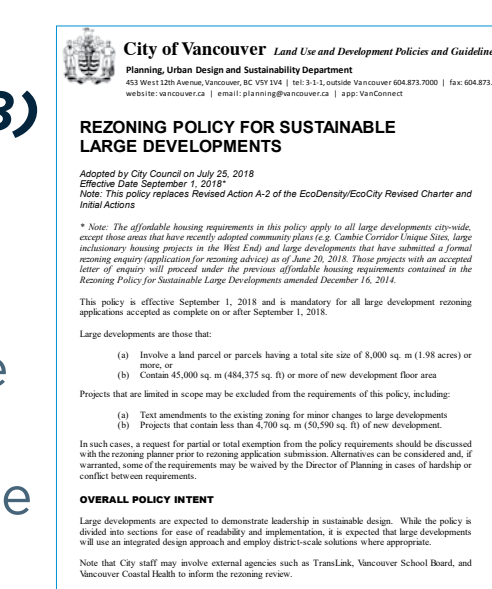 City of Vancouver Land Use and Development Policies and Guideline
Planning, Urban Design and Sustainability Department
453 West 12th Avenue, Vancouver, BC V5Y 1V4 | tel: 3-1-1, outside Vancouver 604.873.7000 | fax: 604.873.
website: vancouver.ca | email: planning@vancouver.ca | app: VanConnect
3)
REZONING POLICY FOR SUSTAINABLE
LARGE DEVELOPMENTS
Adopted by City Council on July 25, 2018
Effective Date September 1, 2018*
Note: This policy replaces Revised Action A-2 of the EcoDensity/EcoCity Revised Charter and
Initial Actions
* Note: The affordable housing requirements in this policy apply to all large developments city-wide,
except those areas that have recently adopted community plans (e.g. Cambie Corridor Unique Sites, large
inclusionary housing projects in the West End) and large developments that have submitted a formal
rezoning enquiry (application for rezoning advice) as of June 20, 2018. Those projects with an accepted
letter of enquiry will proceed under the previous affordable housing requirements contained in the
Rezoning Policy for Sustainable Large Developments amended December 16, 2014.
This policy is effective September 1, 2018 and is mandatory for all large development rezoning
applications accepted as complete on or after September 1, 2018.
Large developments are those that:
(a) Involve a land parcel or parcels having a total site size of 8,000 sq. m (1.98 acres) or
more, or
(b) Contain 45,000 sq. m (484,375 sq. ft) or more of new development floor area
e
Projects that are limited in scope may be excluded from the requirements of this policy, including:
(a) Text amendments to the existing zoning for minor changes to large developments
(b) Projects that contain less than 4,700 sq. m (50,590 sq. ft) of new development.
In such cases, a request for partial or total exemption from the policy requirements should be discussed
with the rezoning planner prior to rezoning application submission. Alternatives can be considered and, if
warranted, some of the requirements may be waived by the Director of Planning in cases of hardship or
conflict between requirements.
e
OVERALL POLICY INTENT
Large developments are expected to demonstrate leadership in sustainable design. While the policy is
divided into sections for ease of readability and implementation, it is expected that large developments
will use an integrated design approach and employ district-scale solutions where appropriate.
Note that City staff may involve external agencies such as TransLink, Vancouver School Board, and
Vancouver Coastal Health to inform the rezoning review.